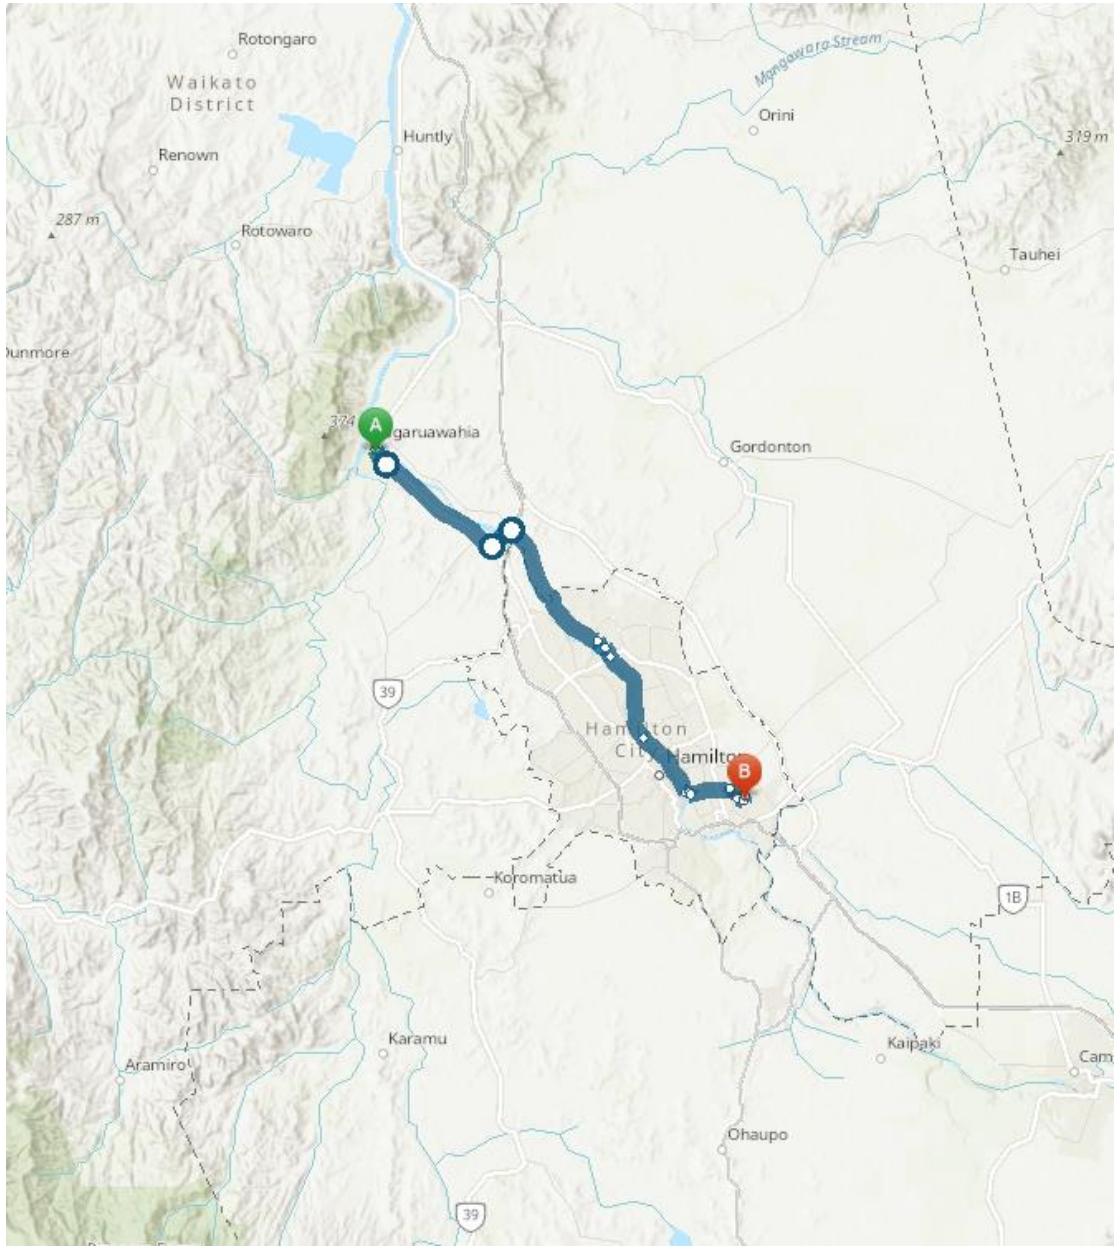 Rotongaro
Waikato
District
Mangawara Stream
Orini
Huntly
319 m
Renown
287 m
Rotowaro
Tauhei
Dunmore
374
A
garuawahia
Gordonton
39
Hamilton
City
Hamilton
B
Koromatua
1B
Karamu
Kaipaki
Aramiro
Cam
Ohaupo
39